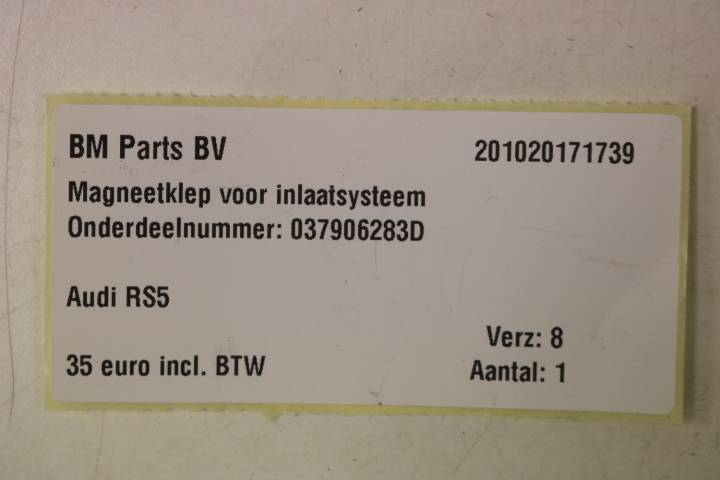 BM Parts BV 201020171739
Magneetklep voor inlaatsysteem
Onderdeelnummer: 037906283D
Audi RS5
Verz: 8
35 euro incl. BTW Aantal: 1